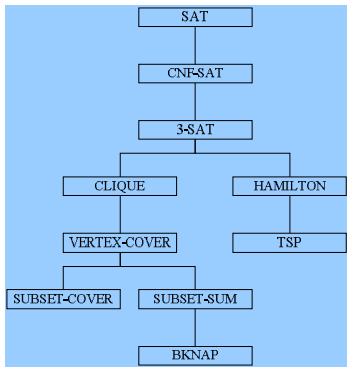 SAT
CNF-SAT
3-SAT
CLIQUE
HAMILTON
VERTEX-COVER
TSP
SUBSET-COVER
SUBSET-SUM
BKNAP